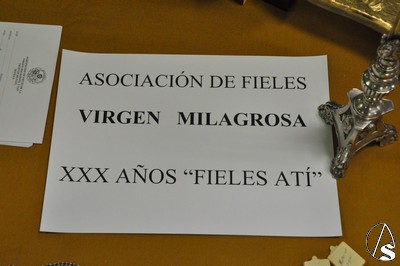 ASOCIACIÓN DE FIELES
VIRGEN MILAGROSA
XXX AÑOS “FIELES ATÍ”